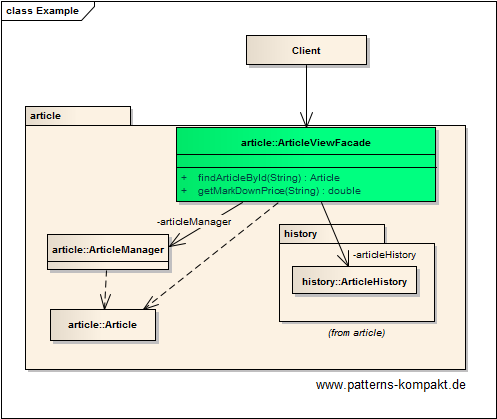 class Example
Client
article
article::ArticleViewFacade
+ findArticleById(String) : Article
+ getMarkDownPrice(String) : double
-articleManager
history
article::ArticleManager
-articleHistory
history::ArticleHistory
article::Article
(from article)
www.patterns-kompakt.de